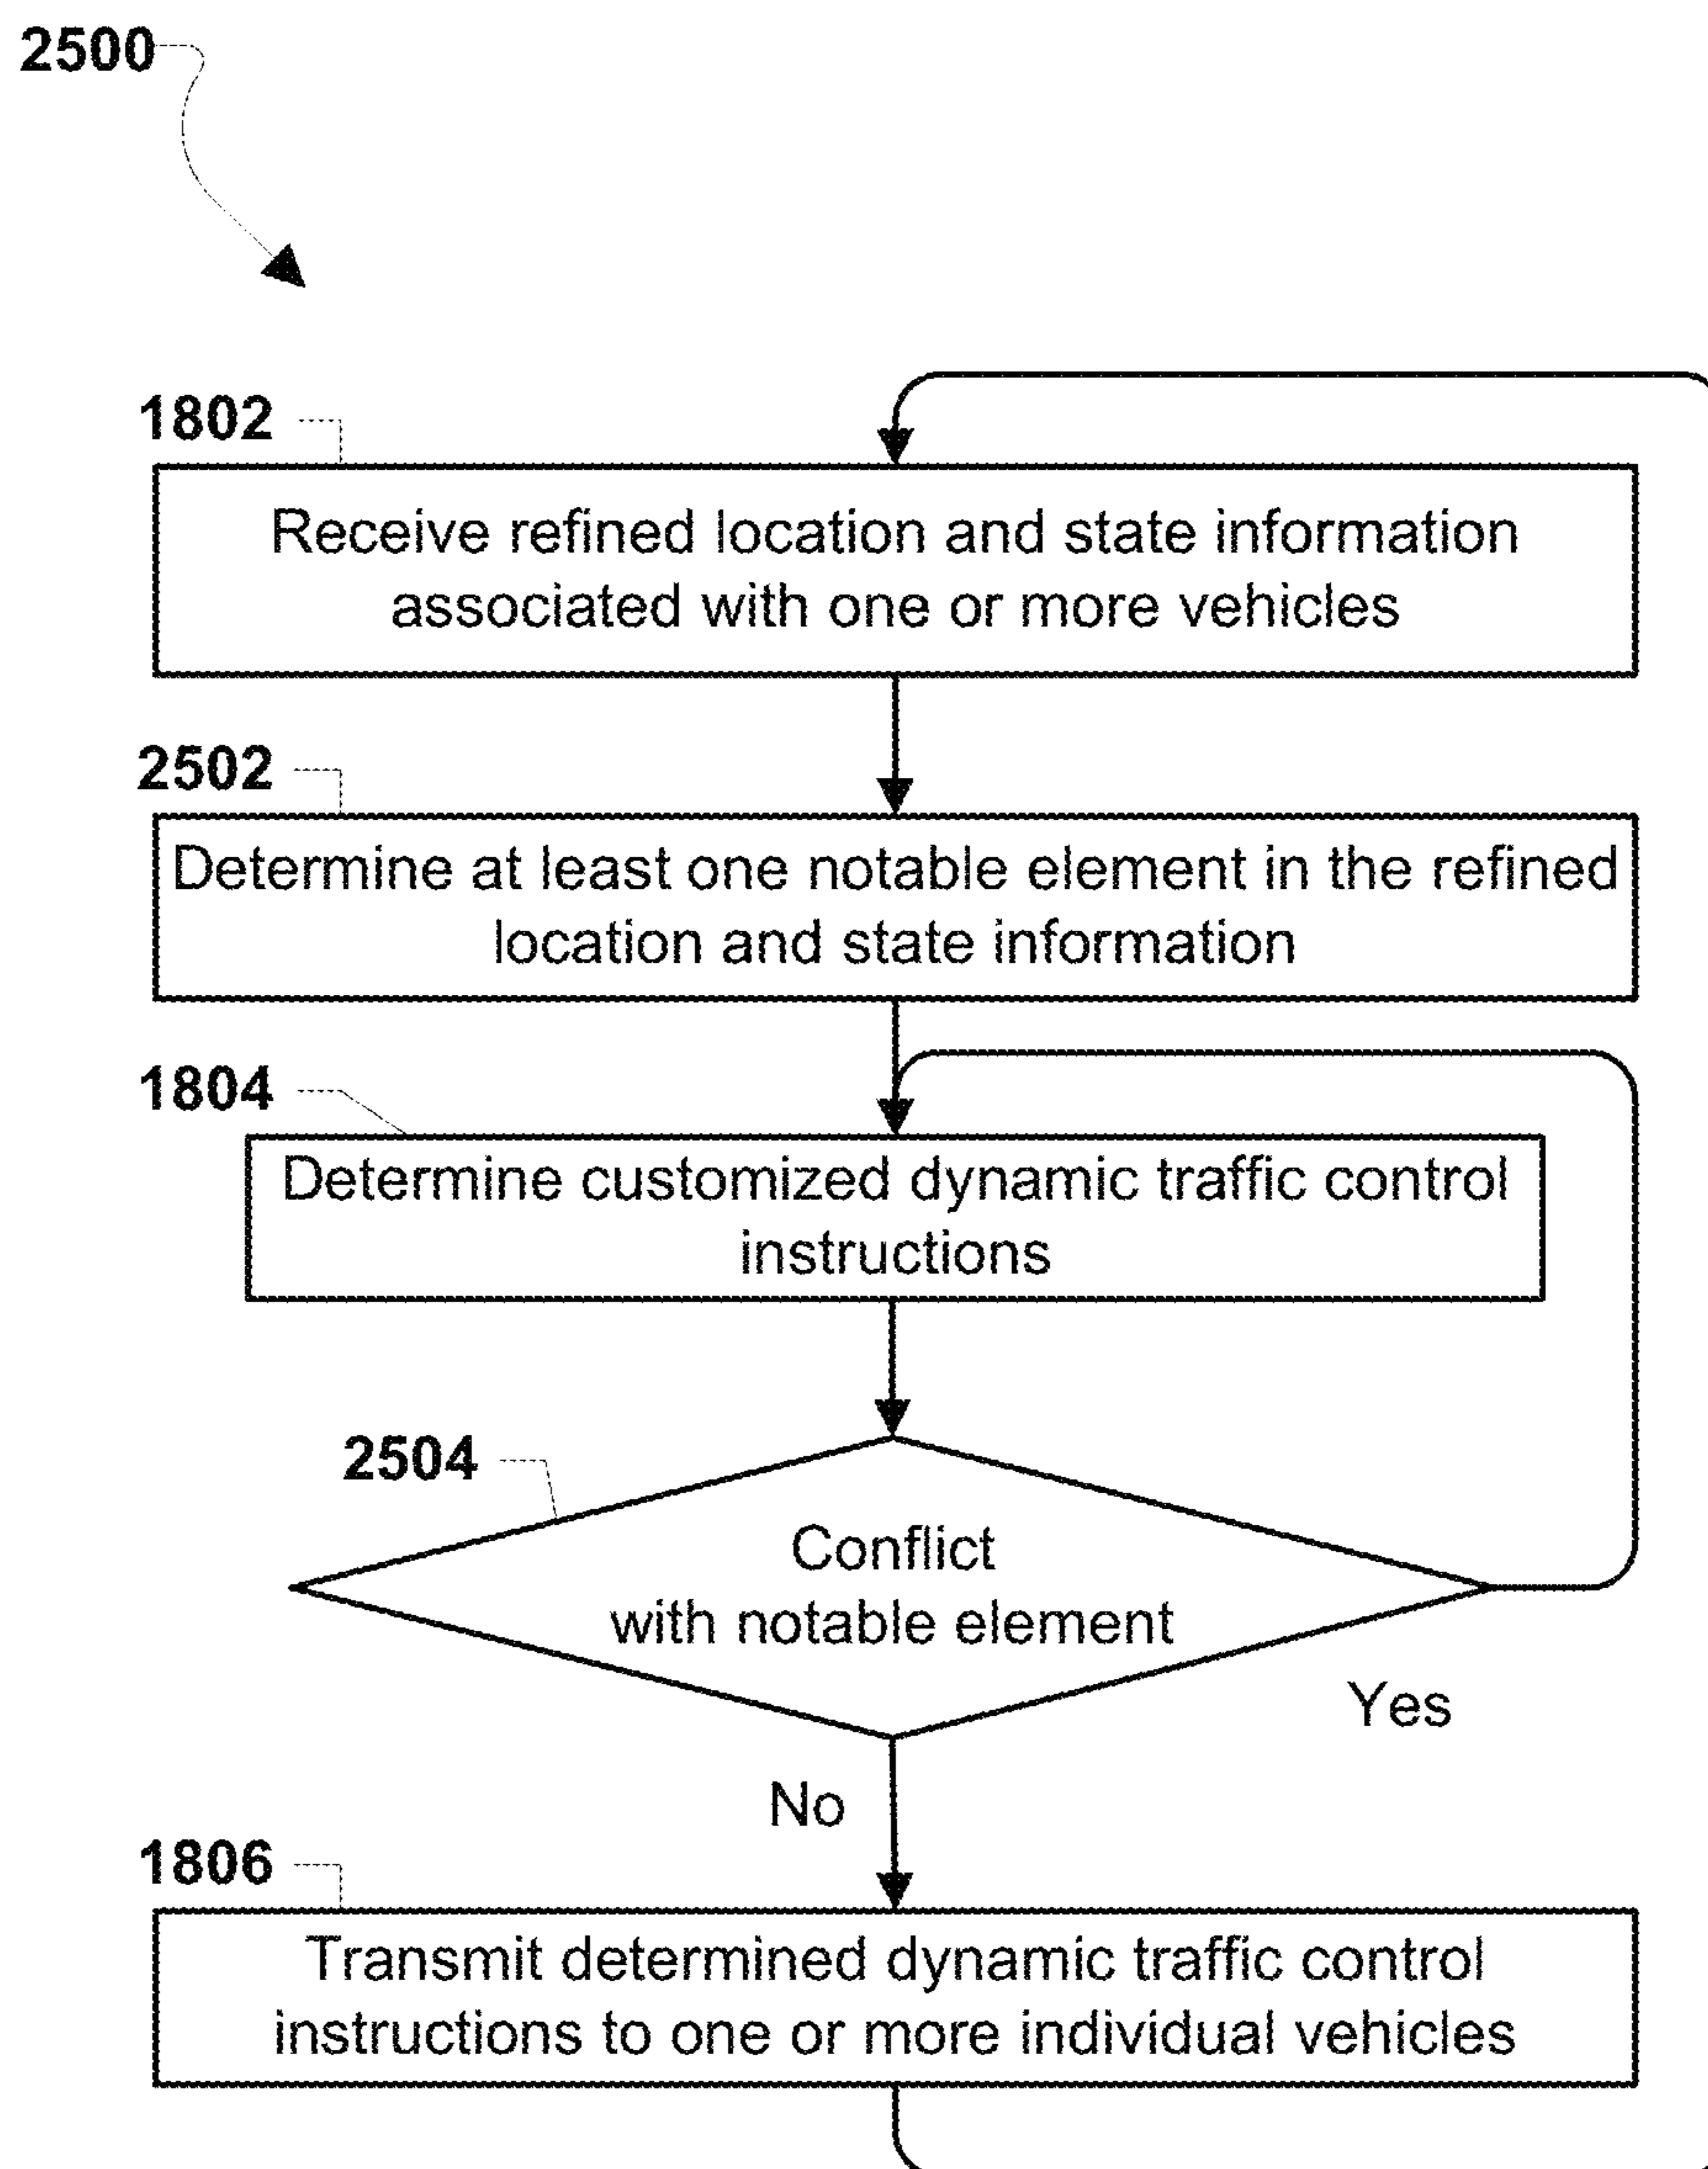 2500
1802
Receive refined location and state information
associated with one or more vehicles
2502
Determine at least one notable element in the refined
location and state information
1804
Determine customized dynamic traffic control
instructions
2504
Conflict
with notable element
Yes
No
1806
Transmit determined dynamic traffic control
instructions to one or more individual vehicles